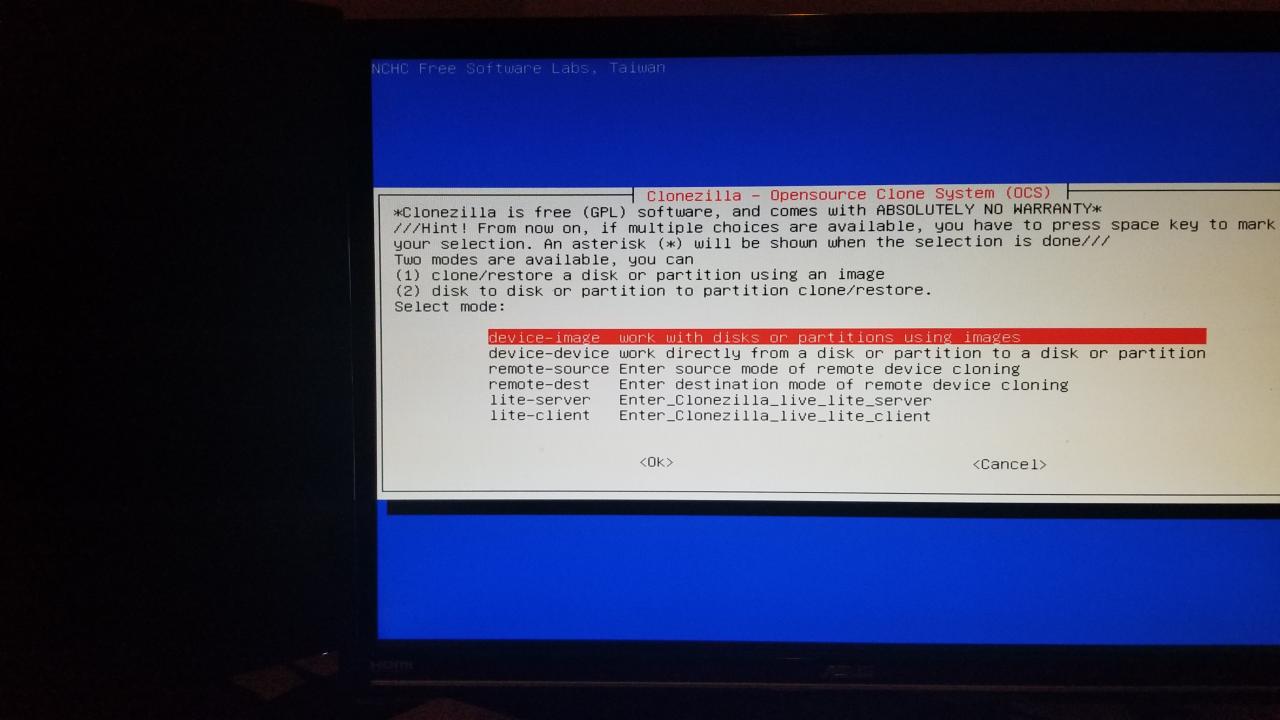 NCHC Free Software Labs, Taiwan
Clonezilla - Opensource Clone System (OCS)
*Clonezilla is free (GPL) software, and comes with ABSOLUTELY NO WARRANTY*
///Hint! From now on, if multiple choices are available, you have to press space key to mark
your selection. An asterisk (*) will be shown when the selection is done///
Two modes are available, you can
(1) clone/restore a disk or partition using an image
(2) disk to disk or partition to partition clone/restore.
Select mode:
device-image work with disks or partitions using images
device-device work directly from a disk or partition to a disk or partition
remote-source Enter source mode of remote device cloning
remote-dest Enter destination mode of remote device cloning
lite-server Enter_Clonezilla_live_lite_server
lite-client Enter_Clonezilla_live_lite_client
<Ok> <Cancel>
HDMI ASUS